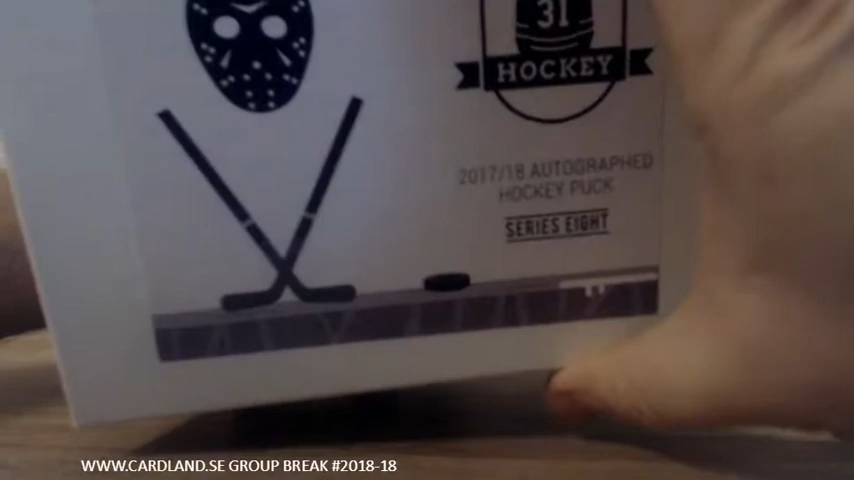 31
HOCKEY
2017/18 AUTOGRAPHED
HOCKEY PUCK
SERIES EIGHT
WWW.CARDLAND.SE GROUP BREAK #2018-18